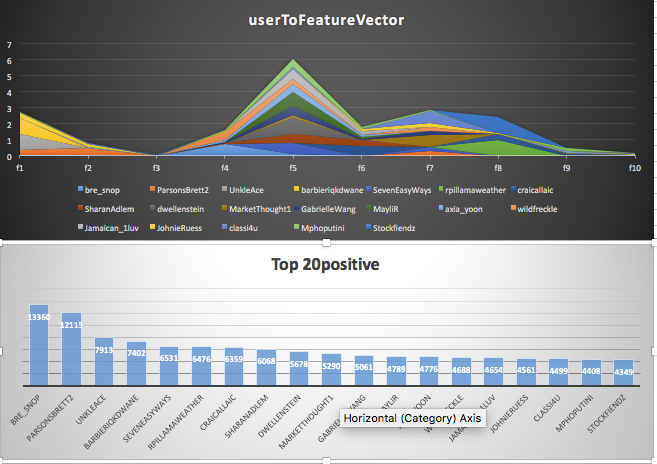 userToFeatureVector
7
6
5
4
3
2
1
0
f1 f2 f3 f4 f5 f6 f7 f8 f9 f10
bre_snop ParsonsBrett2 UnkleAce barbieriqkdwane SevenEasyWays rpillamaweather craicallaic
SharanAdlem dwellenstein MarketThought1 GabrielleWang MayliR axia_yoon wildfreckle
Jamaican_1luv JohnieRuess classi4u Mphoputini Stockfiendz
Top 20positive
13360 12115 7913 7402 6531 6476 6359 6068 5678 5290 5061 4789 4776 4688 4654 4561 4499 4408 4349
BRE_SNOP PARSONSBRETT2 UNKLEACE BARBIERIQKDWANE SEVENEASYWAYS RPILLAMAWEATHER CRAICALLAIC SHARANADLEM DWELLENSTEIN MARKETTHOUGHT1 JOHNIERUESS CLASSI4U MPHOPUTINI STOCKFIENDZ
Horizontal (Category) Axis